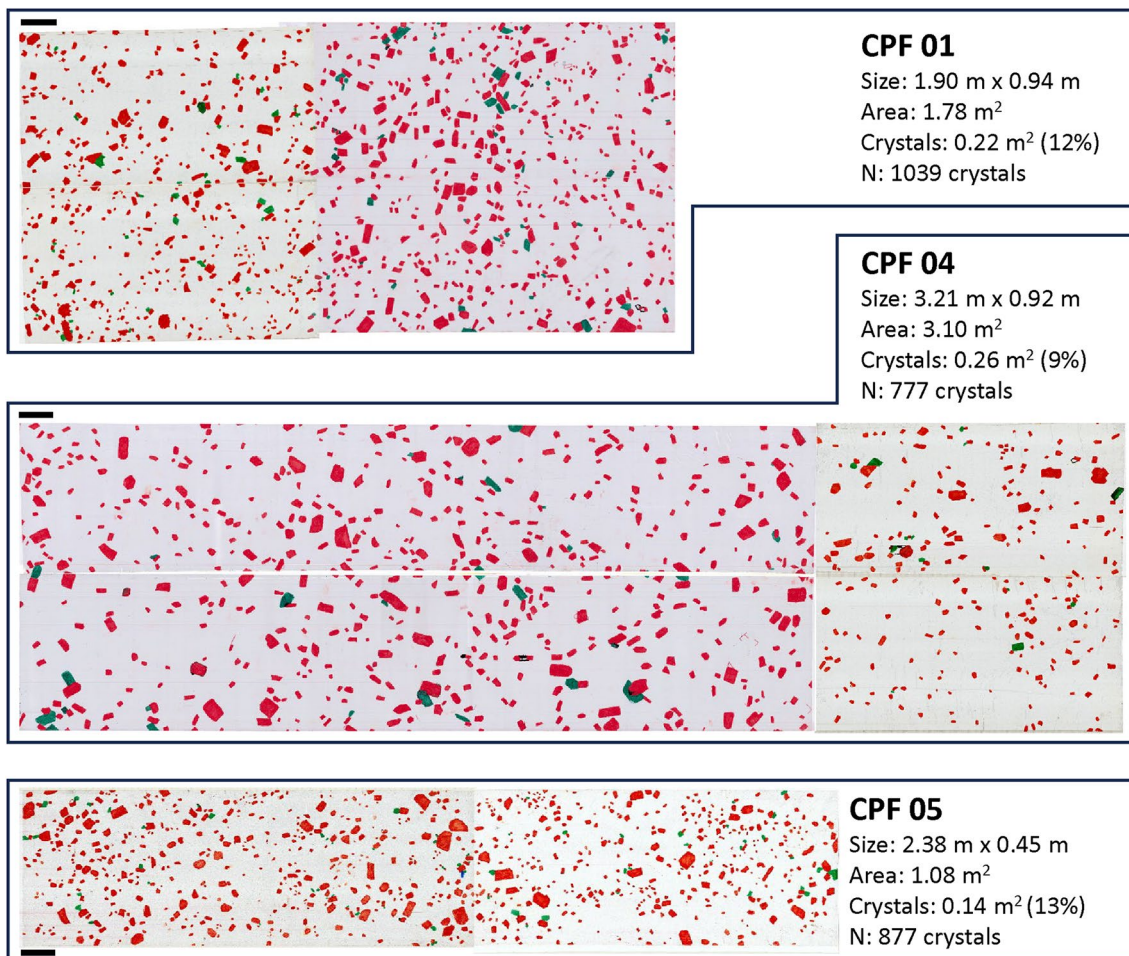 CPF 01
Size: 1.90 m x 0.94 m
Area: 1.78 m²
Crystals: 0.22 m² (12%)
N: 1039 crystals
CPF 04
Size: 3.21 m x 0.92 m
Area: 3.10 m²
Crystals: 0.26 m² (9%)
N: 777 crystals
CPF 05
Size: 2.38 m x 0.45 m
Area: 1.08 m²
Crystals: 0.14 m² (13%)
N: 877 crystals